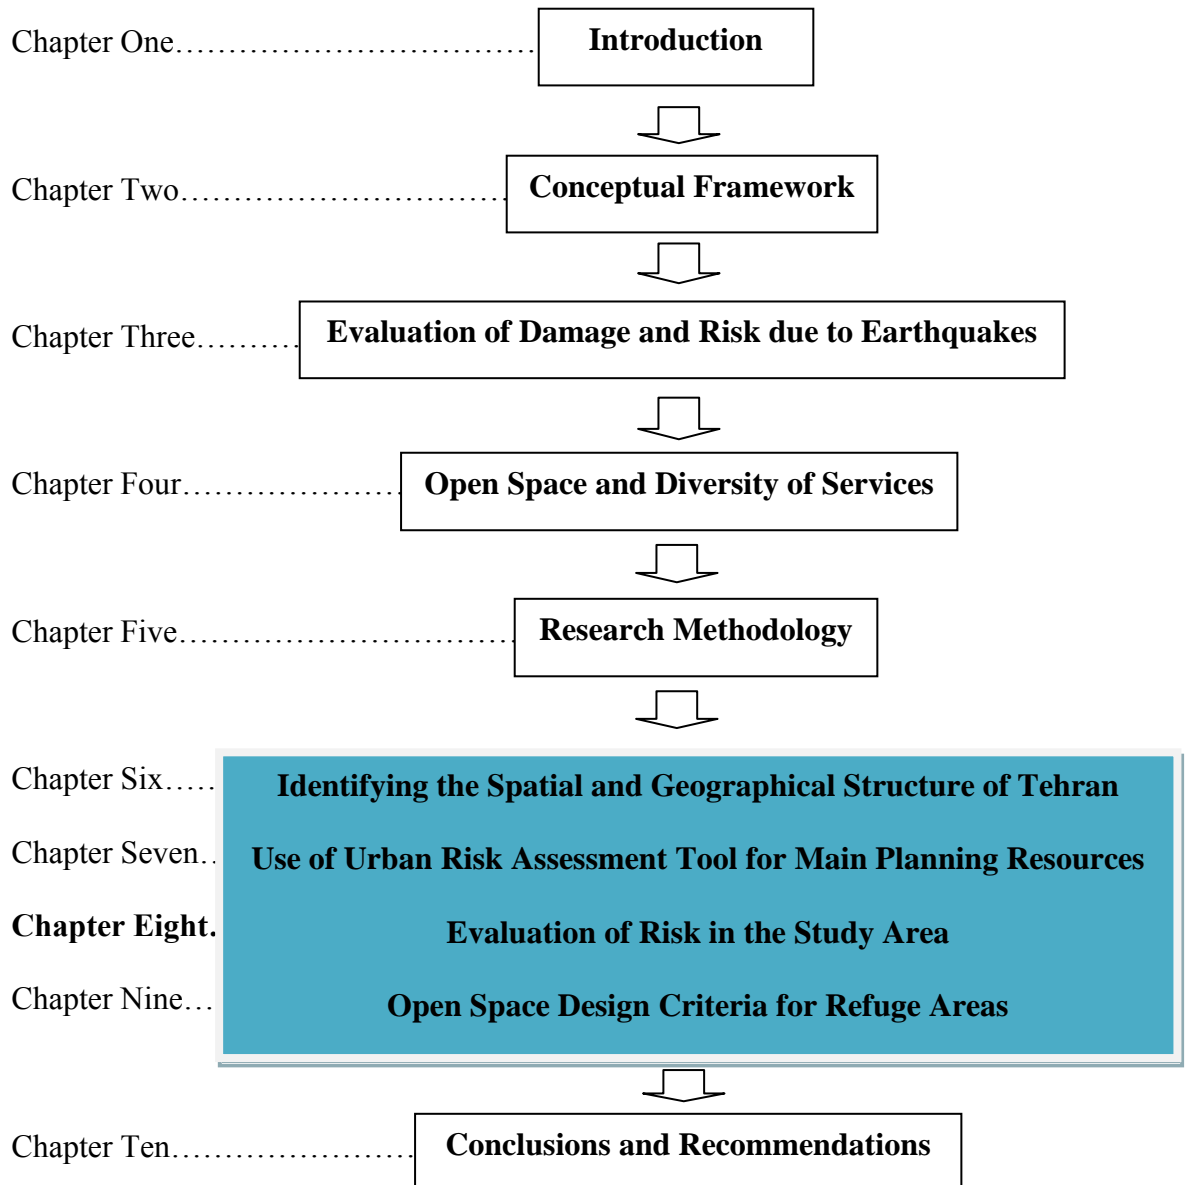 Chapter One……………………………… Introduction
Chapter Two…………………………… Conceptual Framework
Chapter Three………. Evaluation of Damage and Risk due to Earthquakes
Chapter Four………………… Open Space and Diversity of Services
Chapter Five……………………………. Research Methodology
Chapter Six….. Identifying the Spatial and Geographical Structure of Tehran
Chapter Seven.. Use of Urban Risk Assessment Tool for Main Planning Resources
Chapter Eight. Evaluation of Risk in the Study Area
Chapter Nine… Open Space Design Criteria for Refuge Areas
Chapter Ten…………………… Conclusions and Recommendations